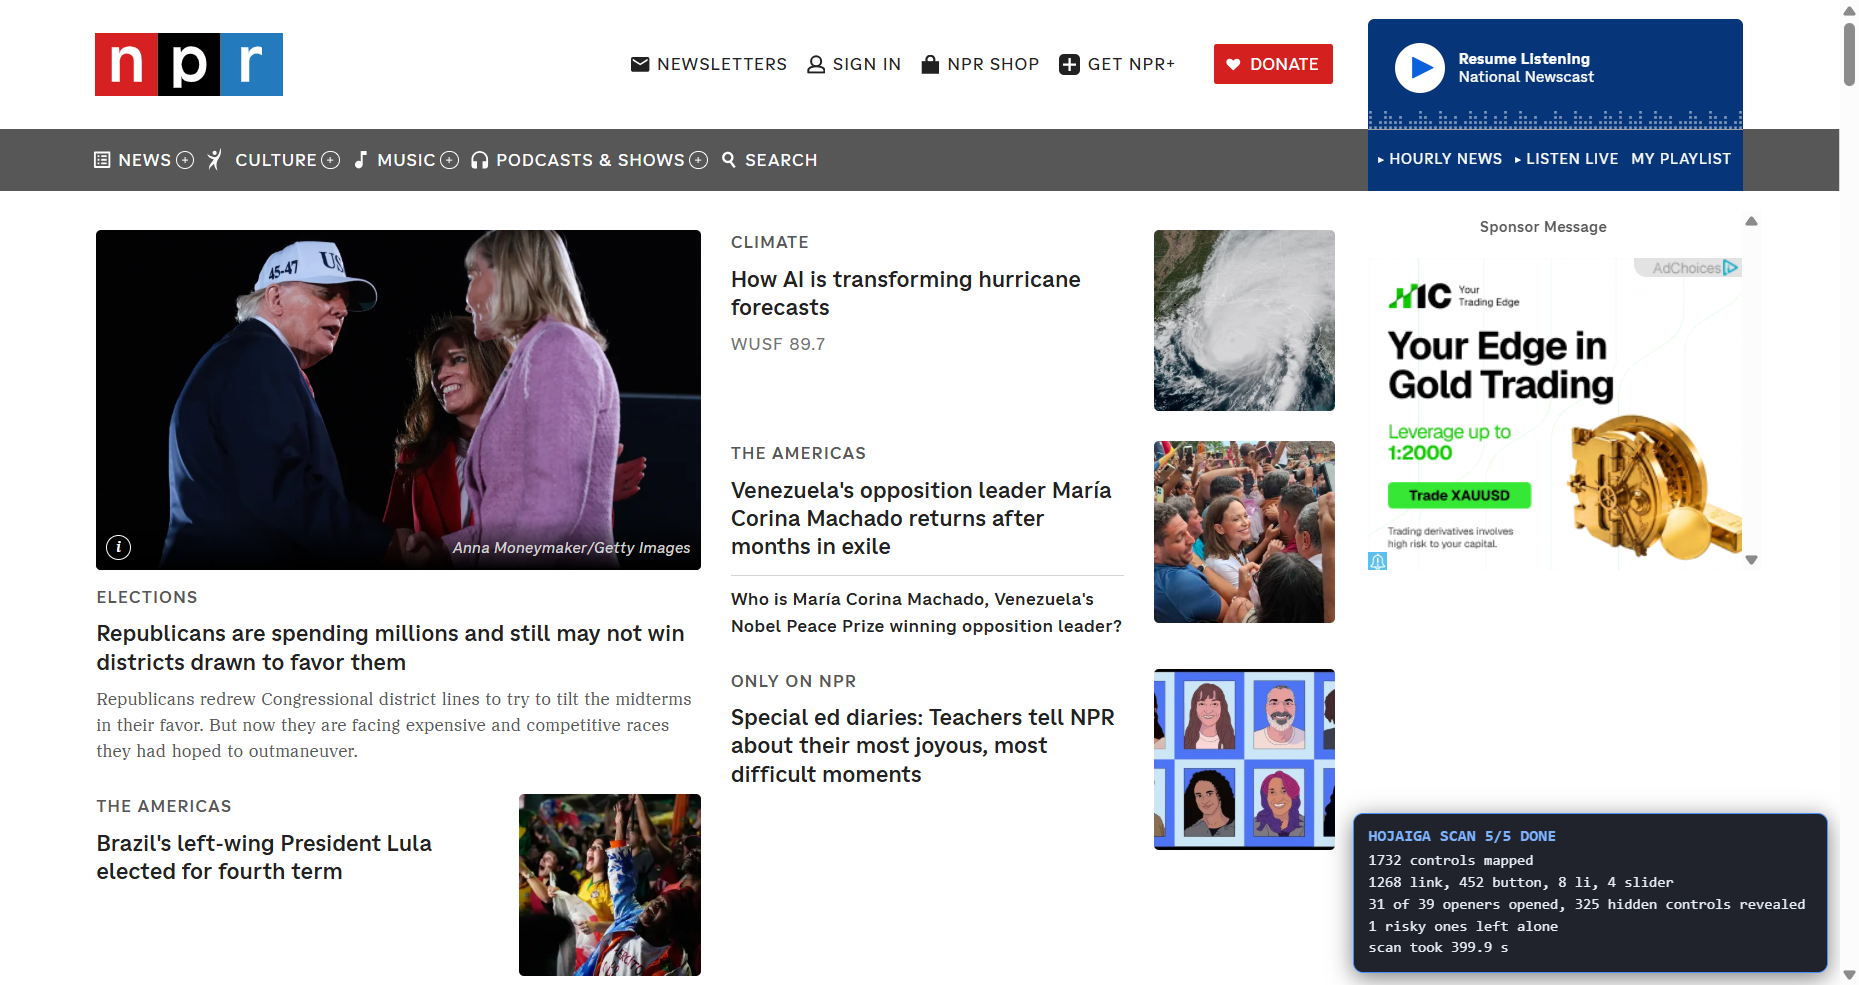 npr
NEWSLETTERS
SIGN IN
NPR SHOP
GET NPR+
DONATE
Resume Listening
National Newscast
NEWS
CULTURE
MUSIC
PODCASTS & SHOWS
SEARCH
HOURLY NEWS
LISTEN LIVE
MY PLAYLIST
45-47
US
i
Anna Moneymaker/Getty Images
ELECTIONS
Republicans are spending millions and still may not win
districts drawn to favor them
Republicans redrew Congressional district lines to try to tilt the midterms
in their favor. But now they are facing expensive and competitive races
they had hoped to outmaneuver.
THE AMERICAS
Brazil's left-wing President Lula
elected for fourth term
CLIMATE
How AI is transforming hurricane
forecasts
WUSF 89.7
THE AMERICAS
Venezuela's opposition leader María
Corina Machado returns after
months in exile
Who is María Corina Machado, Venezuela's
Nobel Peace Prize winning opposition leader?
ONLY ON NPR
Special ed diaries: Teachers tell NPR
about their most joyous, most
difficult moments
Sponsor Message
AdChoices
Your
Trading Edge
Your Edge in
Gold Trading
Leverage up to
1:2000
Trade XAUUSD
Trading derivatives involves
high risk to your capital.
HOJAIGA SCAN 5/5 DONE
1732 controls mapped
1268 link, 452 button, 8 li, 4 slider
31 of 39 openers opened, 325 hidden controls revealed
1 risky ones left alone
scan took 399.9 s